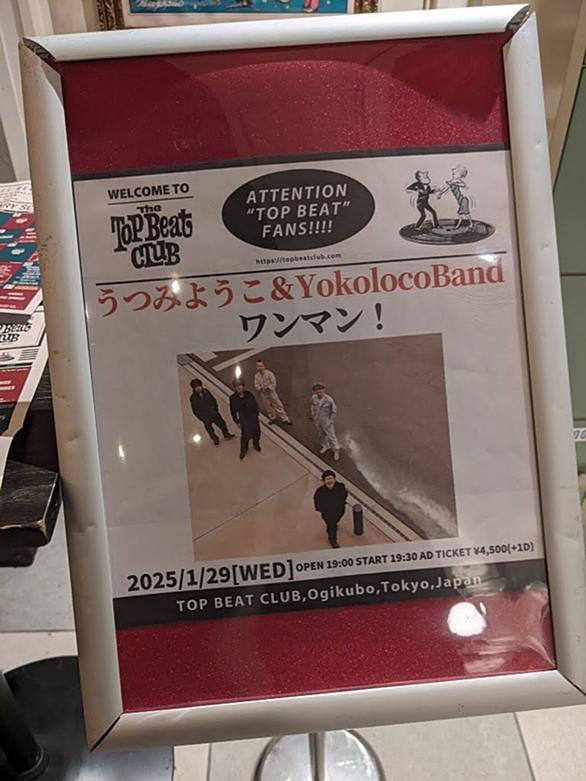 WELCOME TO
The
Top Beat
CLUB
ATTENTION
"TOP BEAT"
FANS!!!!
https://topbeatclub.com
うつみようこ&YokolocoBand
ワンマン!
2025/1/29[WED] OPEN 19:00 START 19:30 AD TICKET ¥4,500(+1D)
TOP BEAT CLUB,Ogikubo,Tokyo,Japan